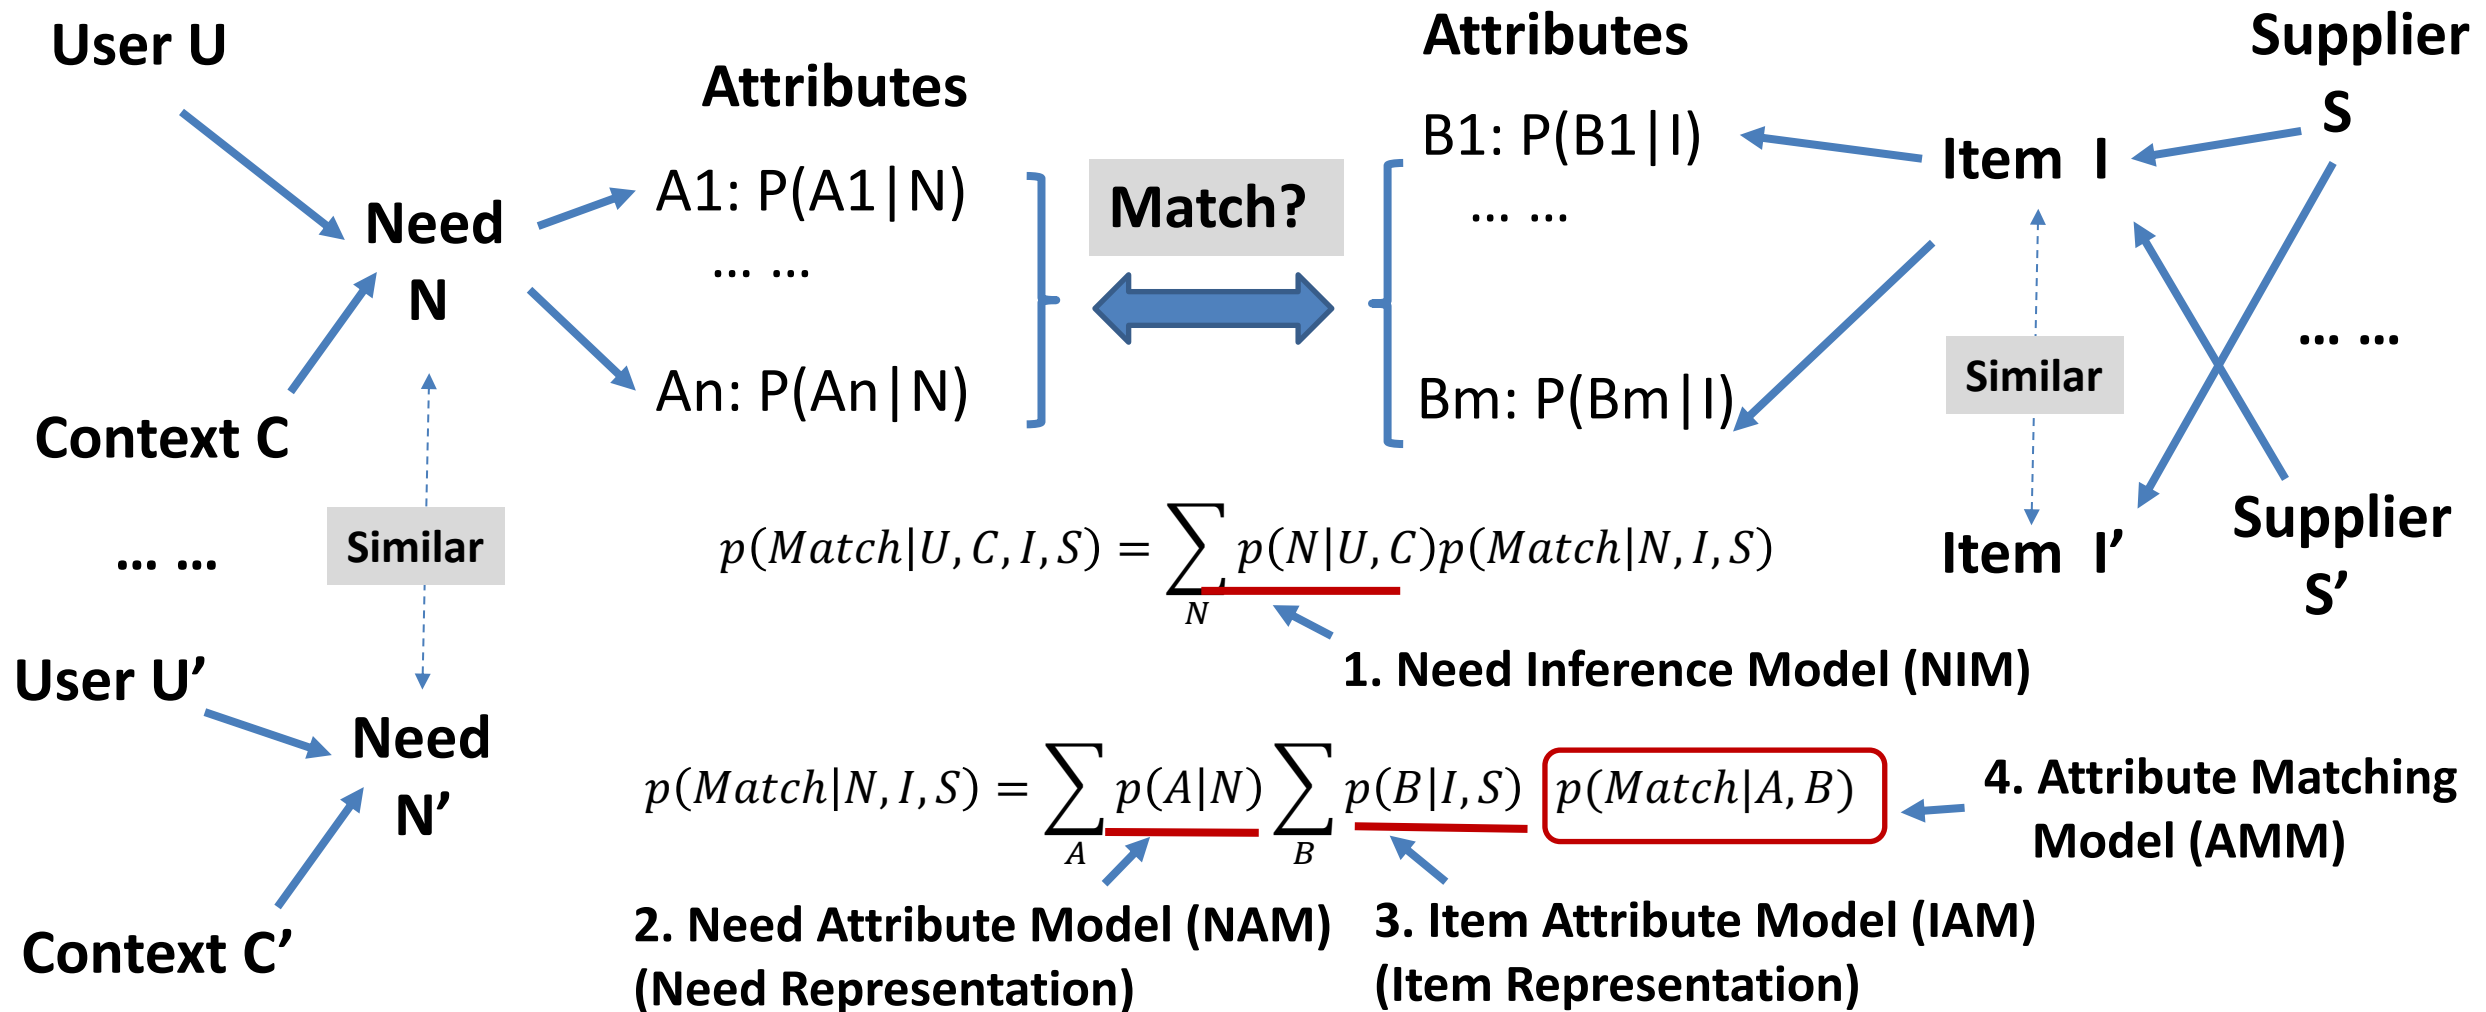 User U
Attributes
A1: P(A1|N)
... ...
An: P(An|N)
Need
N
Context C
... ...
Similar
User U’
Need
N’
Context C’
Match?
Attributes
B1: P(B1|I)
... ...
Bm: P(Bm|I)
Item I
Similar
Item I’
Supplier
S
... ...
Supplier
S’
p(Match|U, C, I, S) = ∑_N p(N|U, C)p(Match|N, I, S)
1. Need Inference Model (NIM)
p(Match|N, I, S) = ∑_A p(A|N) ∑_B p(B|I, S) p(Match|A, B)
4. Attribute Matching
Model (AMM)
2. Need Attribute Model (NAM)
(Need Representation)
3. Item Attribute Model (IAM)
(Item Representation)